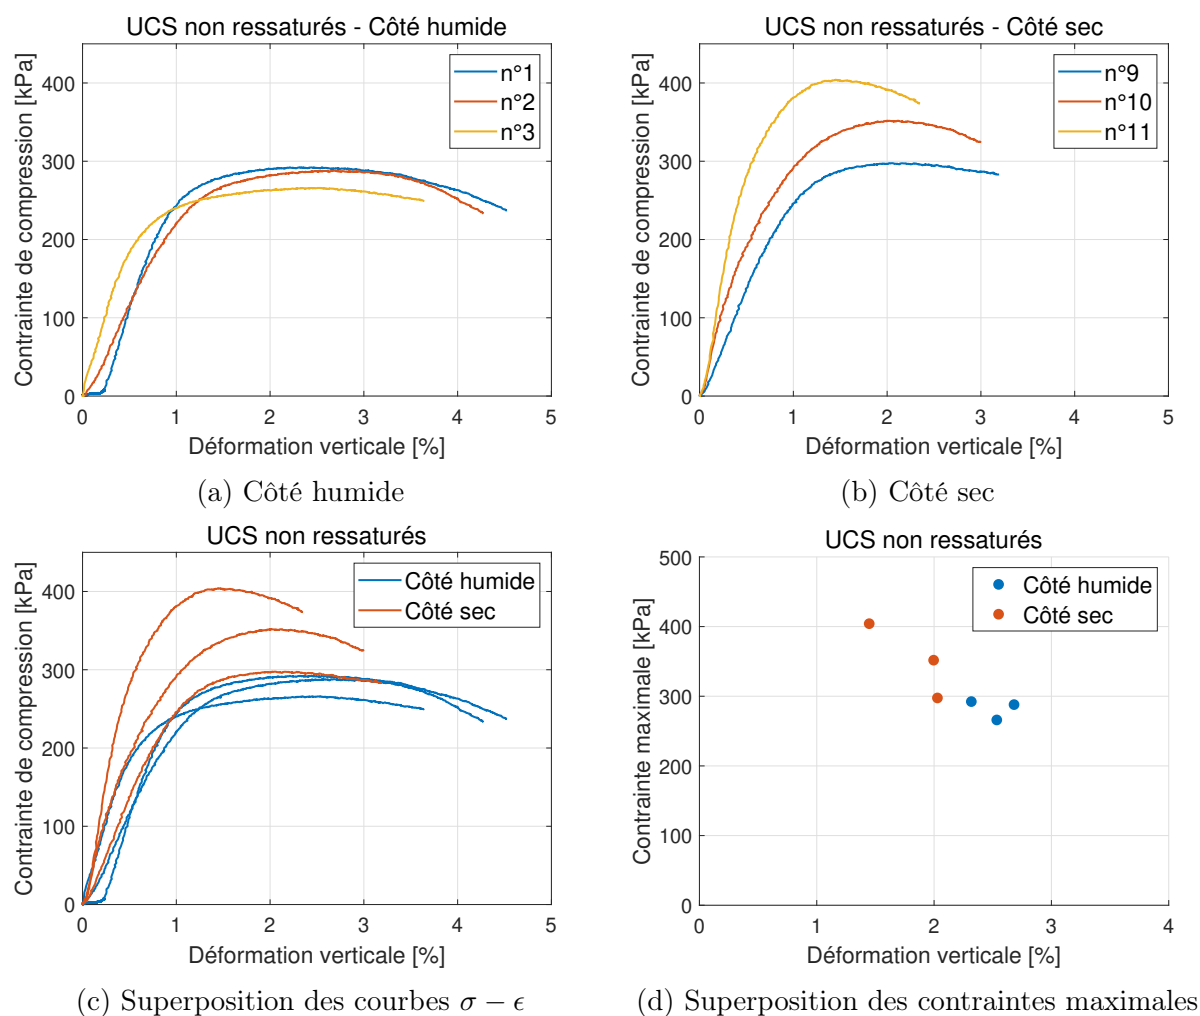 UCS non ressaturés - Côté humide
Contrainte de compression [kPa]
400
300
200
100
0
0 1 2 3 4 5
n°1
n°2
n°3
Déformation verticale [%]
(a) Côté humide
UCS non ressaturés - Côté sec
Contrainte de compression [kPa]
400
300
200
100
0
0 1 2 3 4 5
n°9
n°10
n°11
Déformation verticale [%]
(b) Côté sec
UCS non ressaturés
Contrainte de compression [kPa]
400
300
200
100
0
0 1 2 3 4 5
Côté humide
Côté sec
Déformation verticale [%]
(c) Superposition des courbes σ − ϵ
UCS non ressaturés
Contrainte maximale [kPa]
500
400
300
200
100
0
0 1 2 3 4
Côté humide
Côté sec
Déformation verticale [%]
(d) Superposition des contraintes maximales